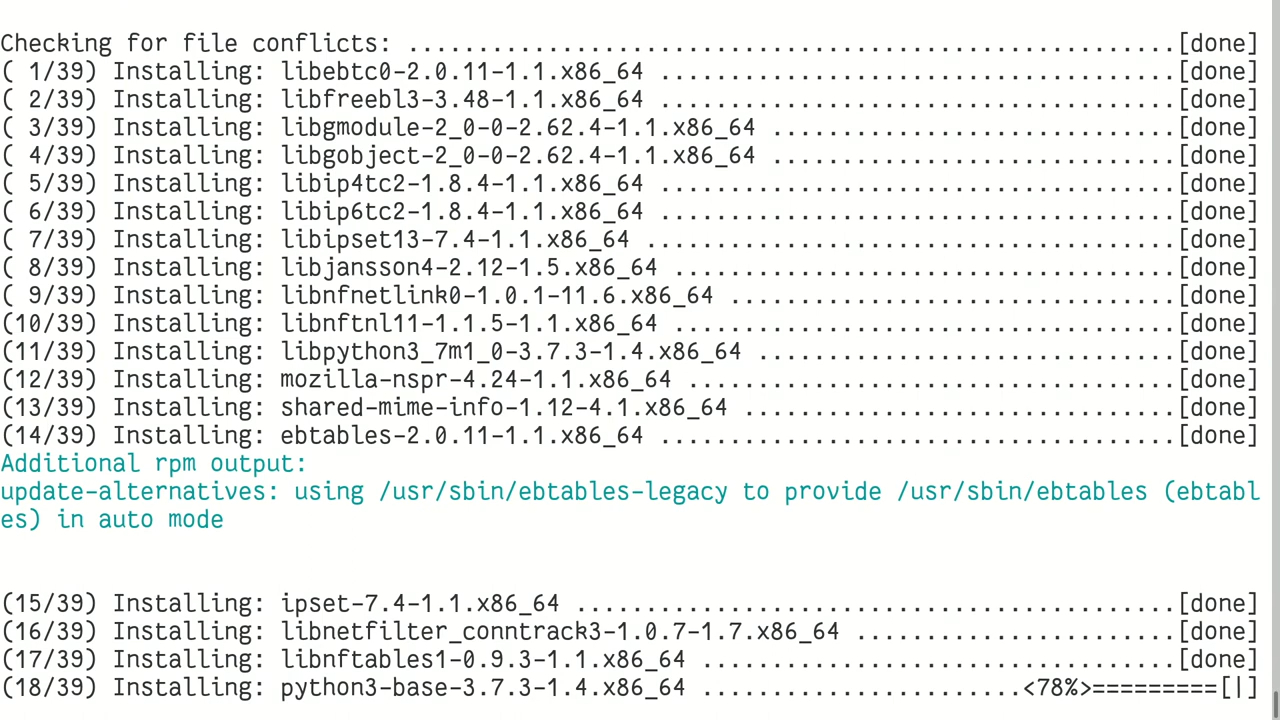 Checking for file conflicts: .......................................................[done]
( 1/39) Installing: libebtc0-2.0.11-1.1.x86_64 .....................................[done]
( 2/39) Installing: libfreebl3-3.48-1.1.x86_64 .....................................[done]
( 3/39) Installing: libgmodule-2_0-0-2.62.4-1.1.x86_64 .............................[done]
( 4/39) Installing: libgobject-2_0-0-2.62.4-1.1.x86_64 .............................[done]
( 5/39) Installing: libip4tc2-1.8.4-1.1.x86_64 .....................................[done]
( 6/39) Installing: libip6tc2-1.8.4-1.1.x86_64 .....................................[done]
( 7/39) Installing: libipset13-7.4-1.1.x86_64 ......................................[done]
( 8/39) Installing: libjansson4-2.12-1.5.x86_64 ....................................[done]
( 9/39) Installing: libnfnetlink0-1.0.1-11.6.x86_64 ................................[done]
(10/39) Installing: libnftnl11-1.1.5-1.1.x86_64 ....................................[done]
(11/39) Installing: libpython3_7m1_0-3.7.3-1.4.x86_64 ..............................[done]
(12/39) Installing: mozilla-nspr-4.24-1.1.x86_64 ...................................[done]
(13/39) Installing: shared-mime-info-1.12-4.1.x86_64 ...............................[done]
(14/39) Installing: ebtables-2.0.11-1.1.x86_64 .....................................[done]
Additional rpm output:
update-alternatives: using /usr/sbin/ebtables-legacy to provide /usr/sbin/ebtables (ebtabl
es) in auto mode
(15/39) Installing: ipset-7.4-1.1.x86_64 ...........................................[done]
(16/39) Installing: libnetfilter_conntrack3-1.0.7-1.7.x86_64 .......................[done]
(17/39) Installing: libnftables1-0.9.3-1.1.x86_64 ..................................[done]
(18/39) Installing: python3-base-3.7.3-1.4.x86_64 .......................<78%>=========[|]